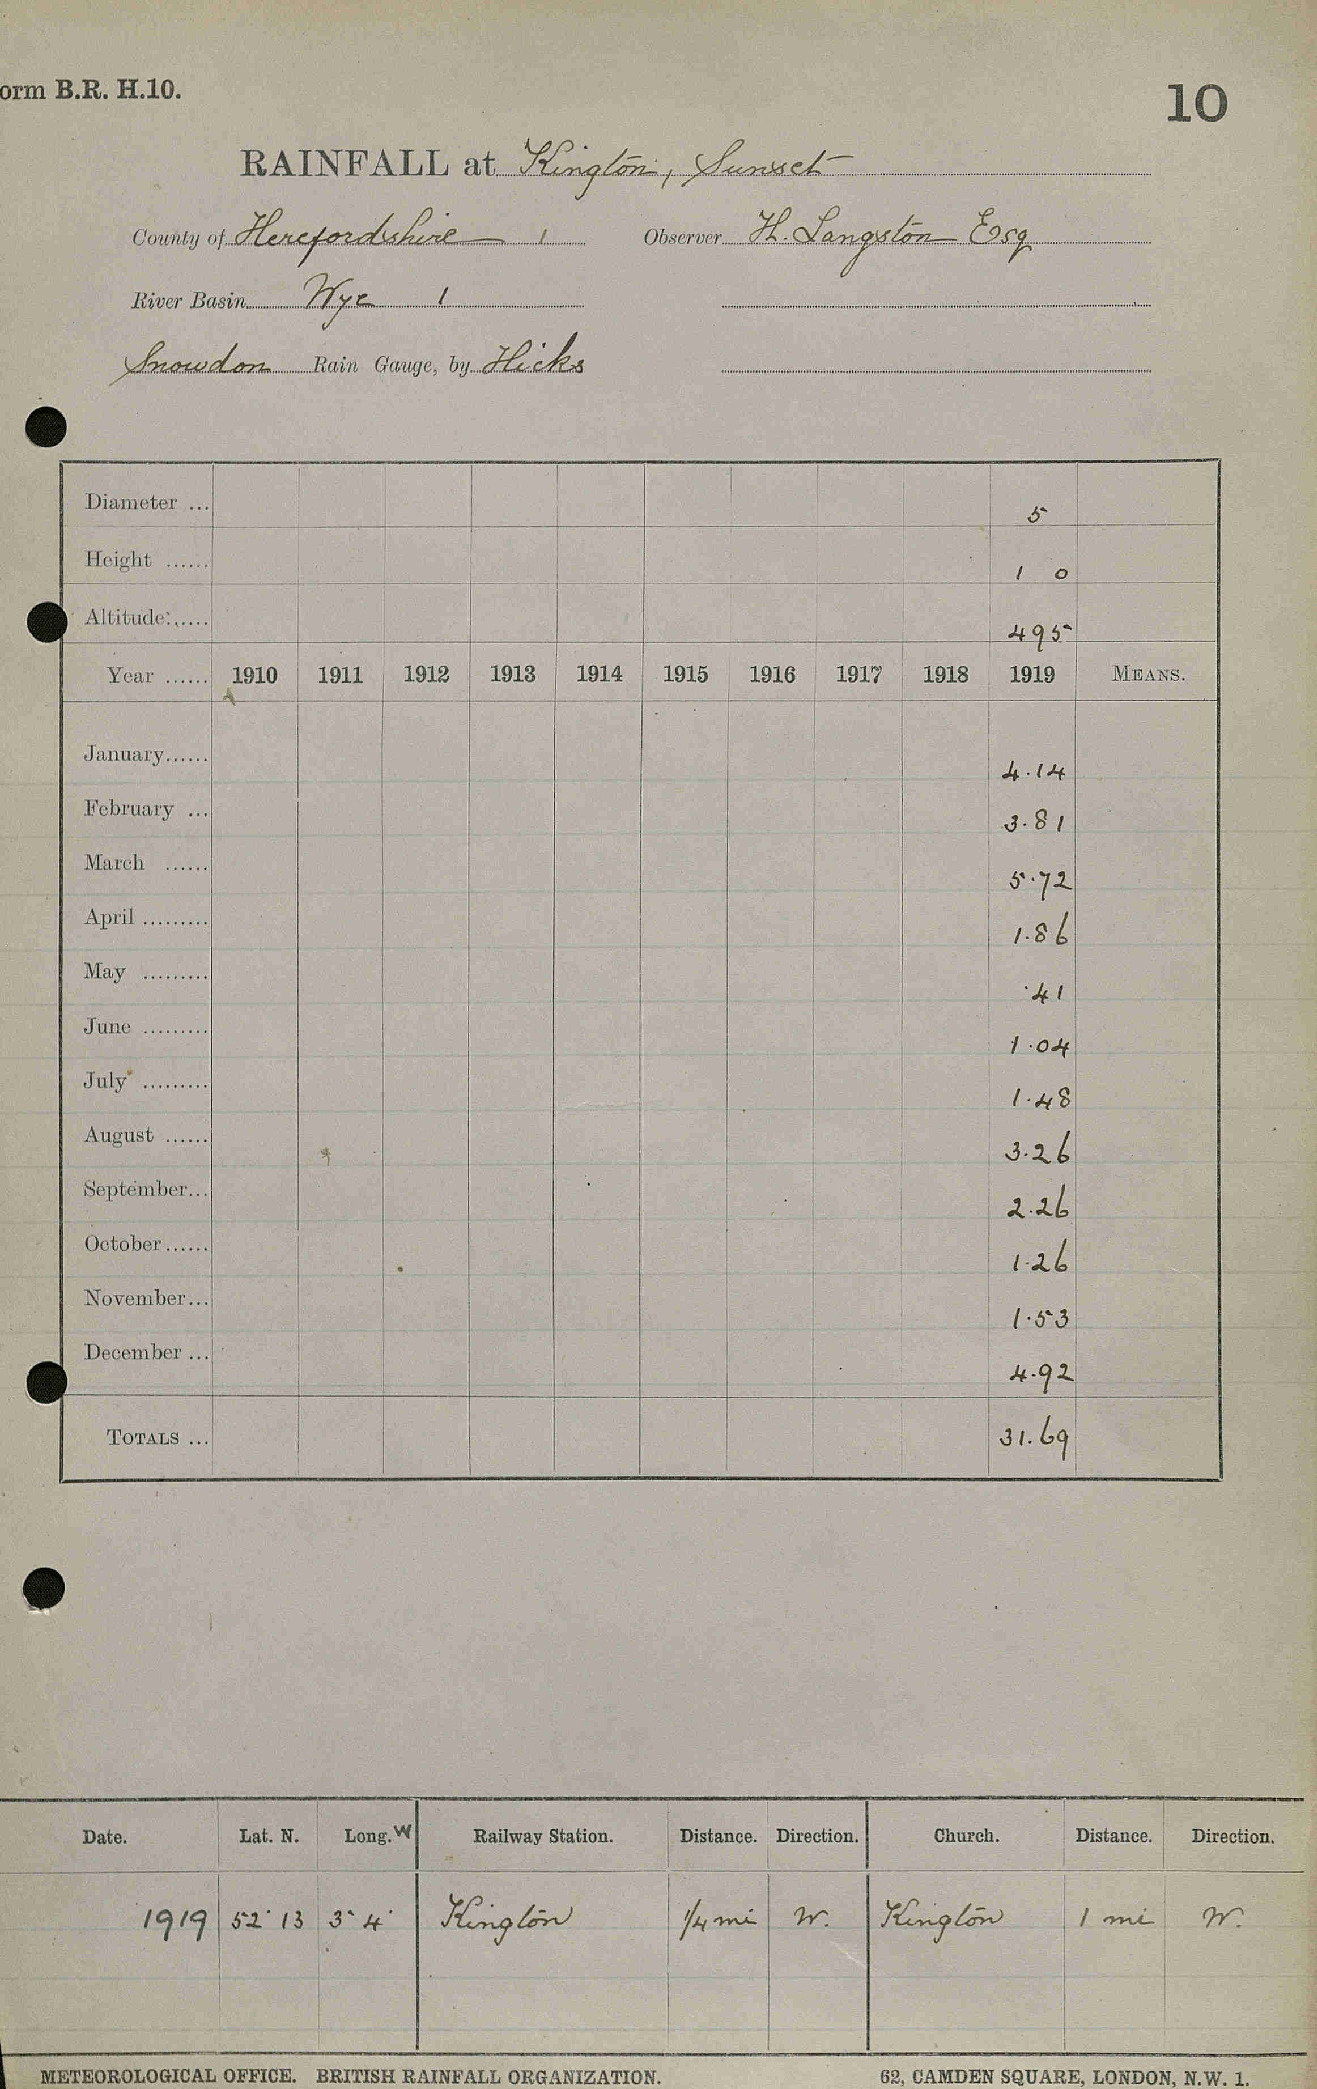 orm B.R. H.10.
10
RAINFALL at Kington, Sunset
County of Herefordshire 1 Observer H. Langston Esq
River Basin Wye 1
Snowdon Rain Gauge, by Hicks
Diameter ... 5
Height ...... 1 0
Altitude ...... 495
Year ...... 1910 1911 1912 1913 1914 1915 1916 1917 1918 1919 MEANS.
January...... 4.14
February ... 3.81
March ...... 5.72
April ......... 1.86
May ......... .41
June ......... 1.04
July ......... 1.48
August ...... 3.26
September... 2.26
October...... 1.26
November... 1.53
December ... 4.92
TOTALS ... 31.69
Date. Lat. N. Long. W Railway Station. Distance. Direction. Church. Distance. Direction.
1919 52° 13 3° 4' Kington 1/4 mi W. Kington 1 mi W.
METEOROLOGICAL OFFICE. BRITISH RAINFALL ORGANIZATION. 62, CAMDEN SQUARE, LONDON, N.W. 1.